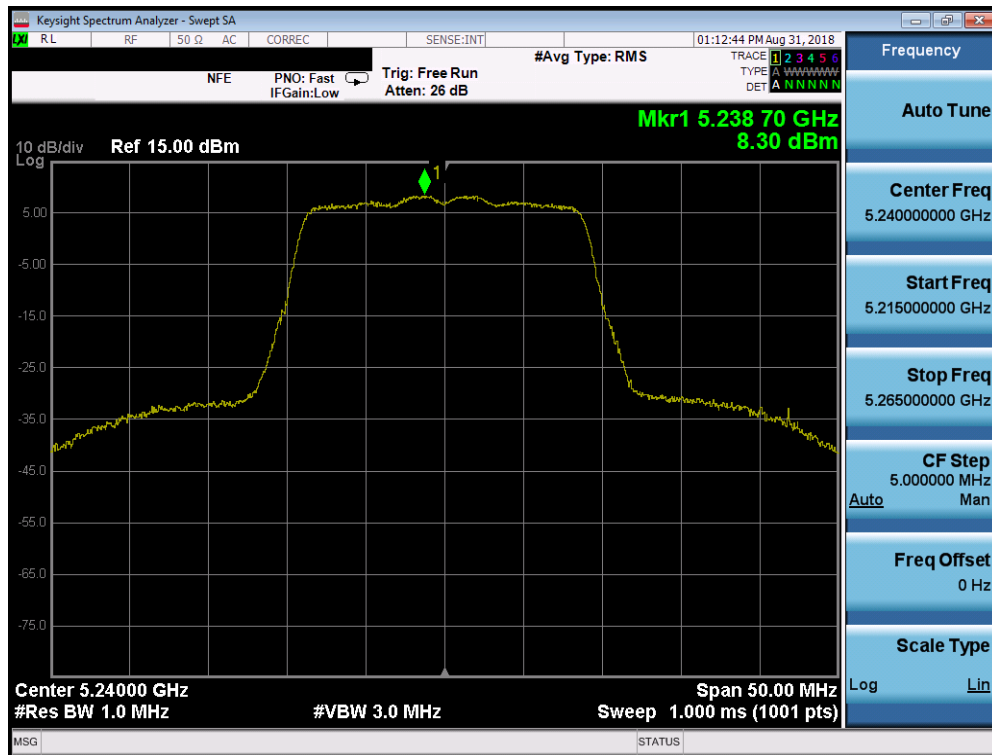 Keysight Spectrum Analyzer - Swept SA
LXI RL RF 50 Ω AC CORREC SENSE:INT 01:12:44 PM Aug 31, 2018
#Avg Type: RMS TRACE 1 2 3 4 5 6
NFE PNO: Fast Trig: Free Run TYPE A WWWWW
IFGain:Low Atten: 26 dB DET A N N N N N
Mkr1 5.238 70 GHz
8.30 dBm
10 dB/div Ref 15.00 dBm
Log
1
5.00
-5.00
-15.0
-25.0
-35.0
-45.0
-55.0
-65.0
-75.0
Center 5.24000 GHz Span 50.00 MHz
#Res BW 1.0 MHz #VBW 3.0 MHz Sweep 1.000 ms (1001 pts)
MSG STATUS
Frequency
Auto Tune
Center Freq
5.240000000 GHz
Start Freq
5.215000000 GHz
Stop Freq
5.265000000 GHz
CF Step
5.000000 MHz
Auto Man
Freq Offset
0 Hz
Scale Type
Log Lin